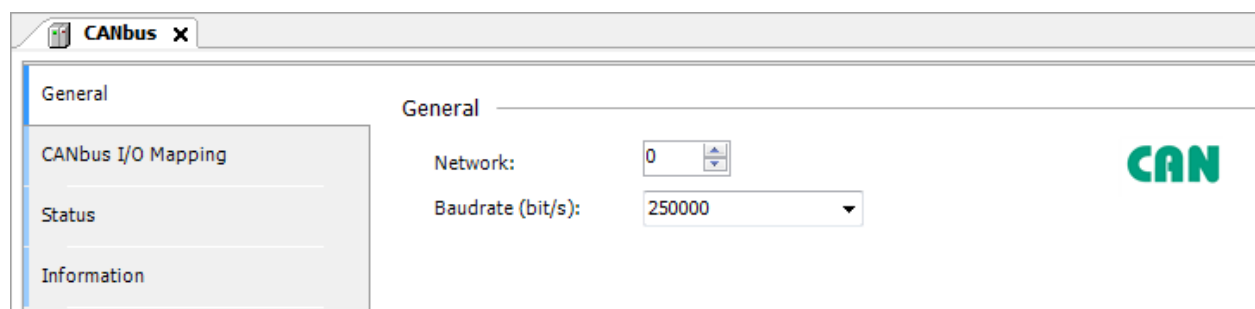 CANbus
General
CANbus I/O Mapping
Status
Information
General
Network: 0
Baudrate (bit/s): 250000
CAN